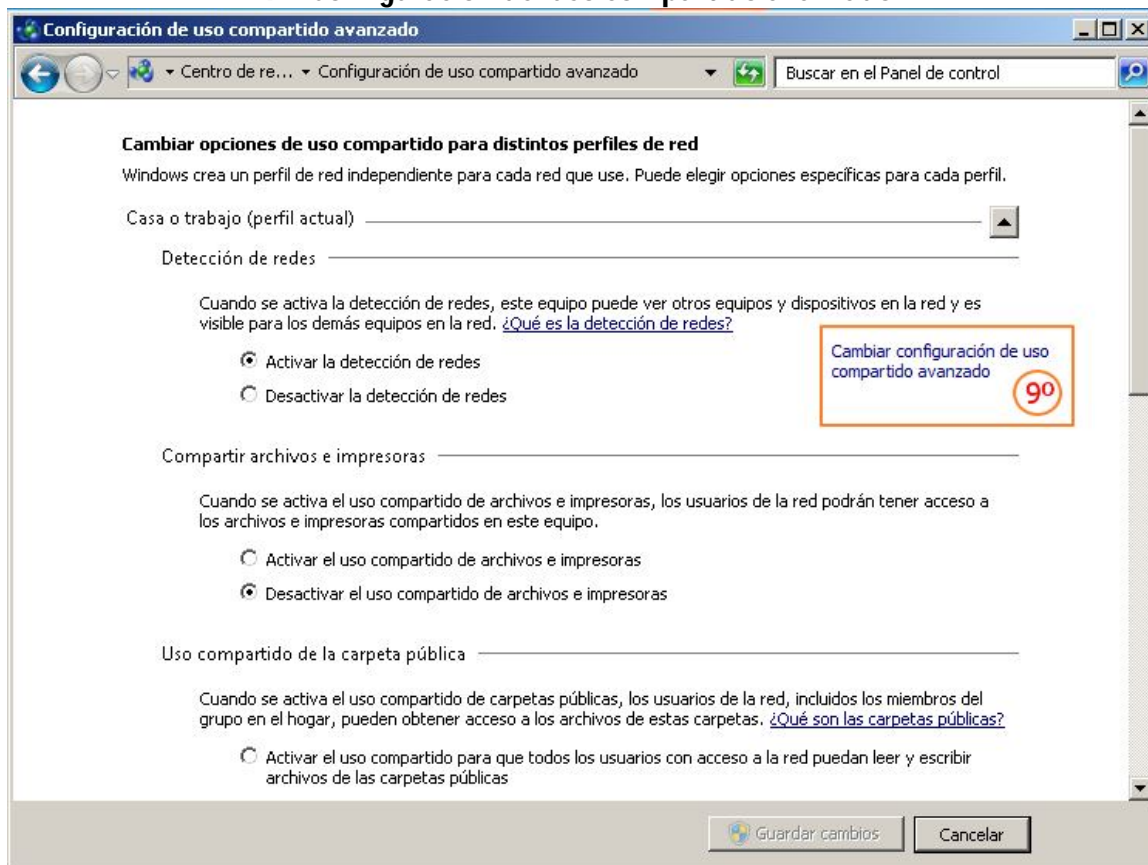 Configuración de uso compartido avanzado
Centro de re... Configuración de uso compartido avanzado
Buscar en el Panel de control
Cambiar opciones de uso compartido para distintos perfiles de red
Windows crea un perfil de red independiente para cada red que use. Puede elegir opciones específicas para cada perfil.
Casa o trabajo (perfil actual)
Detección de redes
Cuando se activa la detección de redes, este equipo puede ver otros equipos y dispositivos en la red y es
visible para los demás equipos en la red. ¿Qué es la detección de redes?
Activar la detección de redes
Desactivar la detección de redes
Cambiar configuración de uso
compartido avanzado
9º
Compartir archivos e impresoras
Cuando se activa el uso compartido de archivos e impresoras, los usuarios de la red podrán tener acceso a
los archivos e impresoras compartidos en este equipo.
Activar el uso compartido de archivos e impresoras
Desactivar el uso compartido de archivos e impresoras
Uso compartido de la carpeta pública
Cuando se activa el uso compartido de carpetas públicas, los usuarios de la red, incluidos los miembros del
grupo en el hogar, pueden obtener acceso a los archivos de estas carpetas. ¿Qué son las carpetas públicas?
Activar el uso compartido para que todos los usuarios con acceso a la red puedan leer y escribir
archivos de las carpetas públicas
Guardar cambios
Cancelar